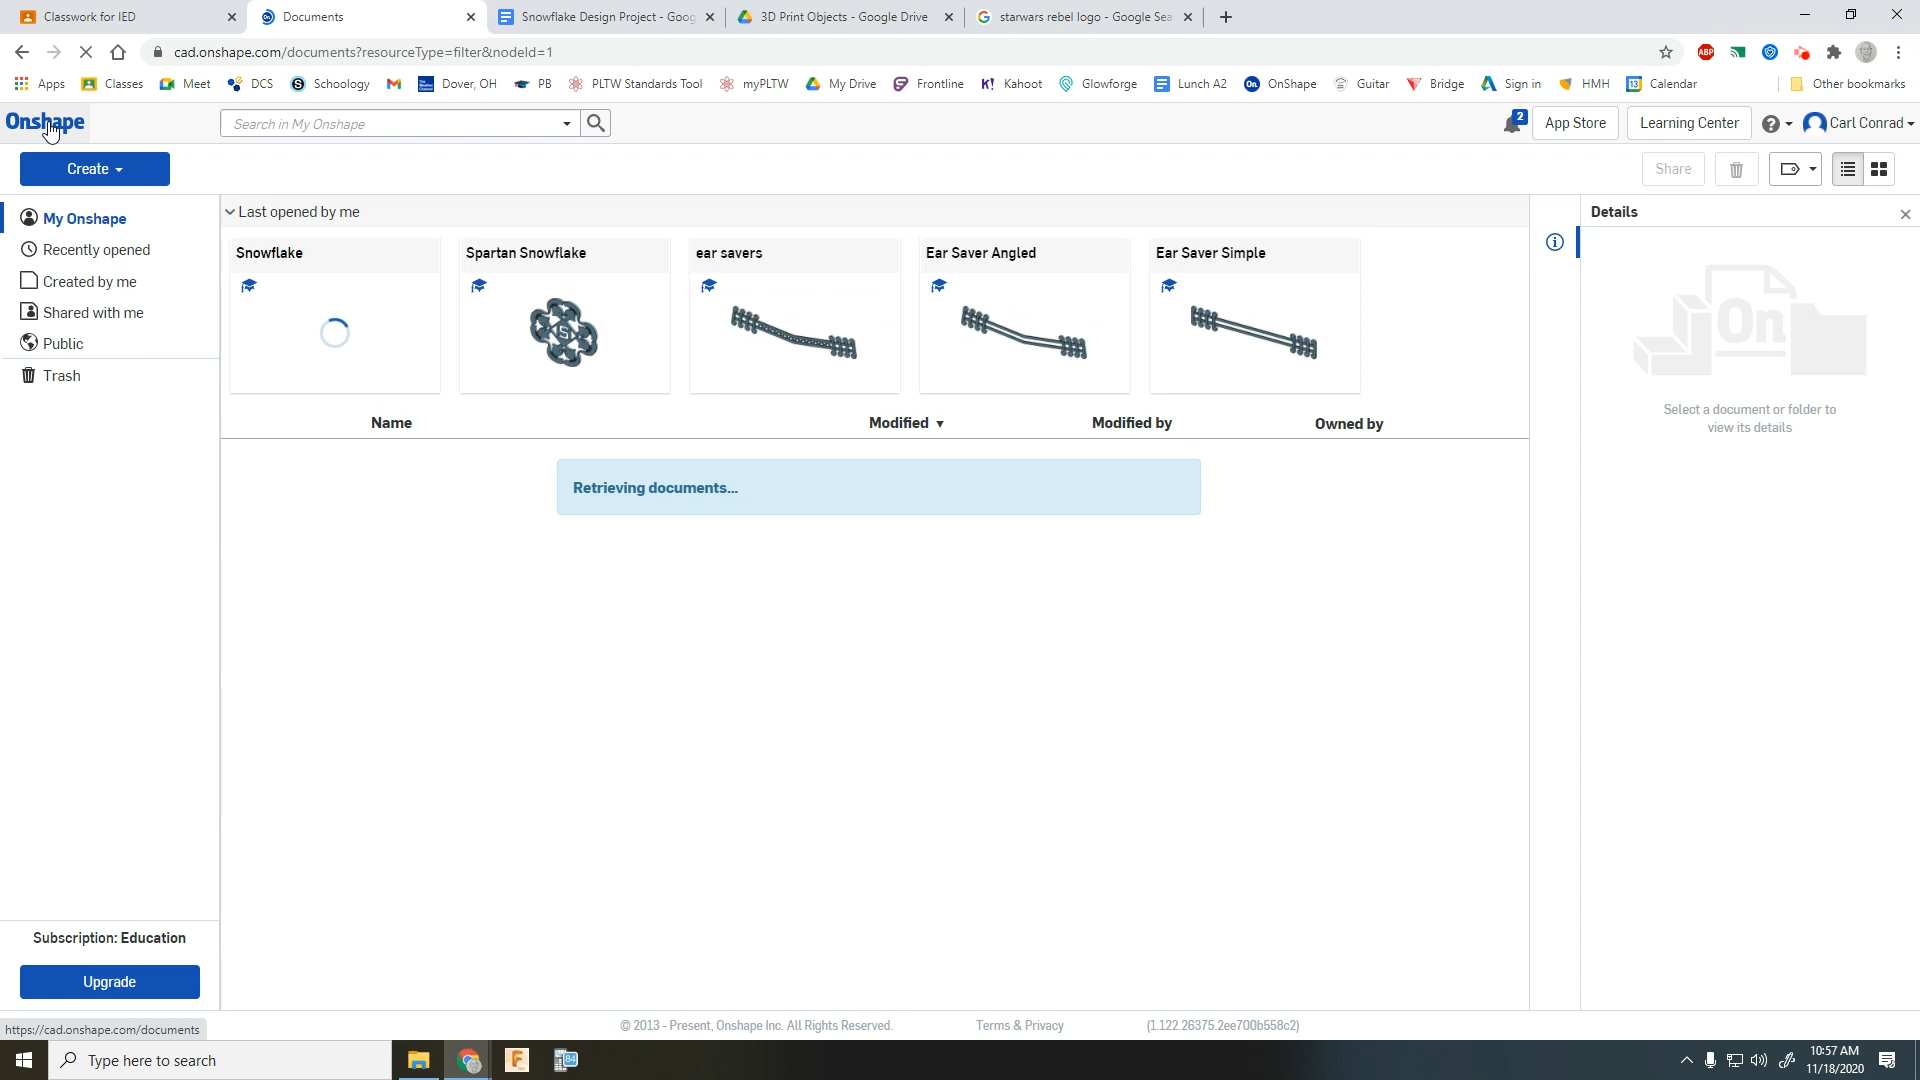 Classwork for IED
Documents
Snowflake Design Project - Goog
3D Print Objects - Google Drive
starwars rebel logo - Google Sea
cad.onshape.com/documents?resourceType=filter&nodeId=1
ABP
Apps
Classes
Meet
DCS
Schoology
Dover, OH
PB
PLTW Standards Tool
myPLTW
My Drive
Frontline
K! Kahoot
Glowforge
Lunch A2
On OnShape
Guitar
Bridge
Sign in
HMH
13 Calendar
Other bookmarks
Onshape
Search in My Onshape
2
App Store
Learning Center
Carl Conrad
Create
Share
My Onshape
Recently opened
Created by me
Shared with me
Public
Trash
Last opened by me
Snowflake
Spartan Snowflake
ear savers
Ear Saver Angled
Ear Saver Simple
Name
Modified
Modified by
Owned by
Retrieving documents...
Details
On
Select a document or folder to
view its details
Subscription: Education
Upgrade
© 2013 - Present, Onshape Inc. All Rights Reserved.
Terms & Privacy
(1.122.26375.2ee700b558c2)
https://cad.onshape.com/documents
Type here to search
84
10:57 AM
11/18/2020